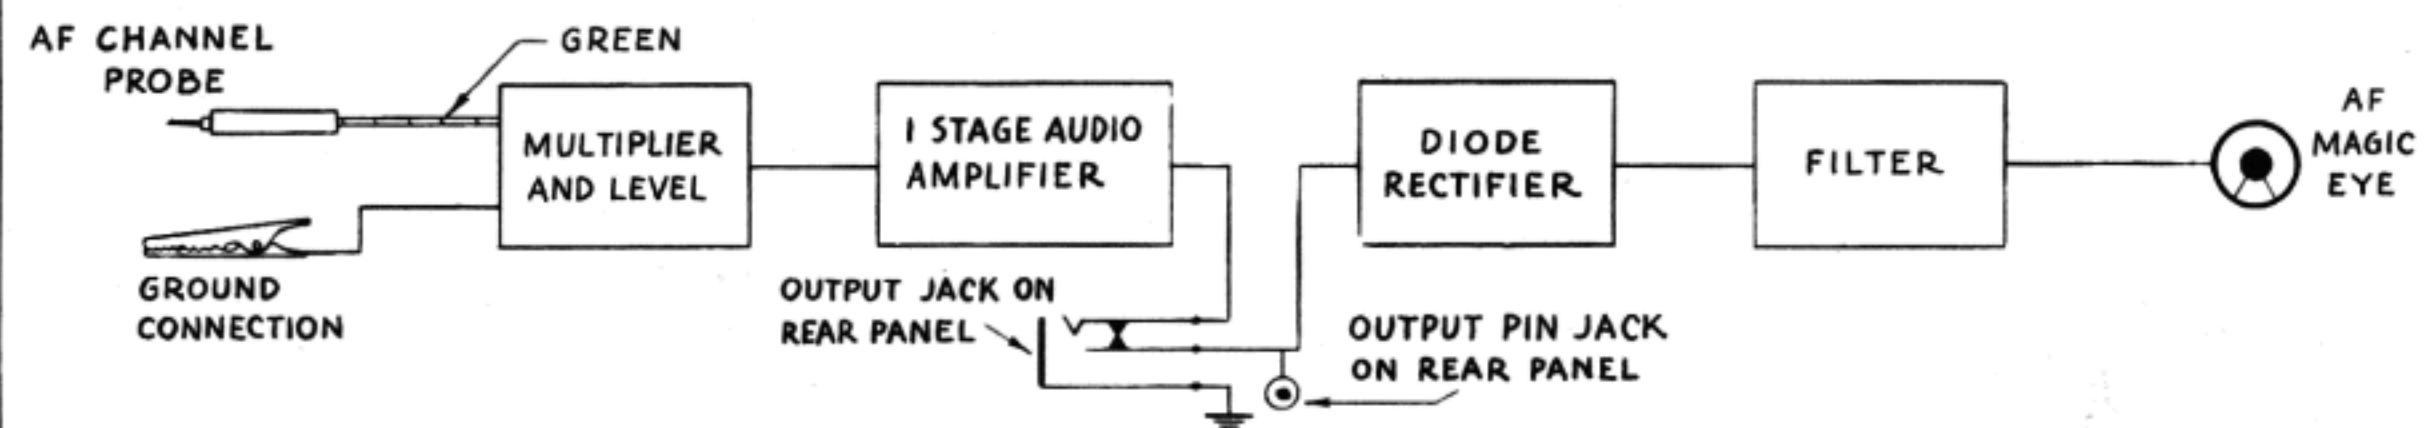 AF CHANNEL
PROBE
GREEN
MULTIPLIER
AND LEVEL
1 STAGE AUDIO
AMPLIFIER
DIODE
RECTIFIER
FILTER
AF
MAGIC
EYE
GROUND
CONNECTION
OUTPUT JACK ON
REAR PANEL
OUTPUT PIN JACK
ON REAR PANEL